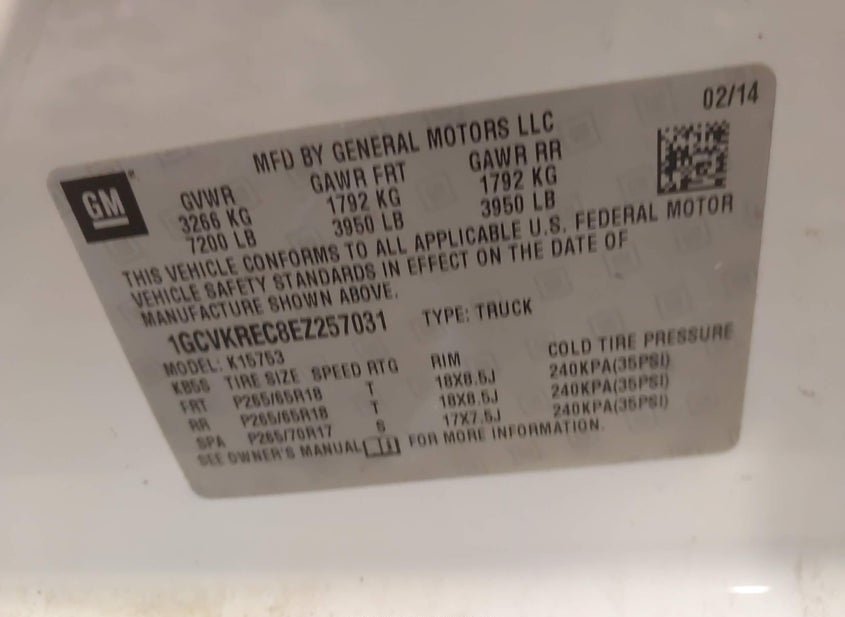 02/14
MFD BY GENERAL MOTORS LLC
GM
GVWR GAWR FRT GAWR RR
3266 KG 1792 KG 1792 KG
7200 LB 3950 LB 3950 LB
THIS VEHICLE CONFORMS TO ALL APPLICABLE U.S. FEDERAL MOTOR
VEHICLE SAFETY STANDARDS IN EFFECT ON THE DATE OF
MANUFACTURE SHOWN ABOVE.
1GCVKREC8EZ257031 TYPE: TRUCK
MODEL: K15753
K85S TIRE SIZE SPEED RTG RIM COLD TIRE PRESSURE
FRT P265/65R18 T 18X8.5J 240KPA(35PSI)
RR P265/65R18 T 18X8.5J 240KPA(35PSI)
SPA P265/70R17 S 17X7.5J 240KPA(35PSI)
SEE OWNER'S MANUAL FOR MORE INFORMATION.